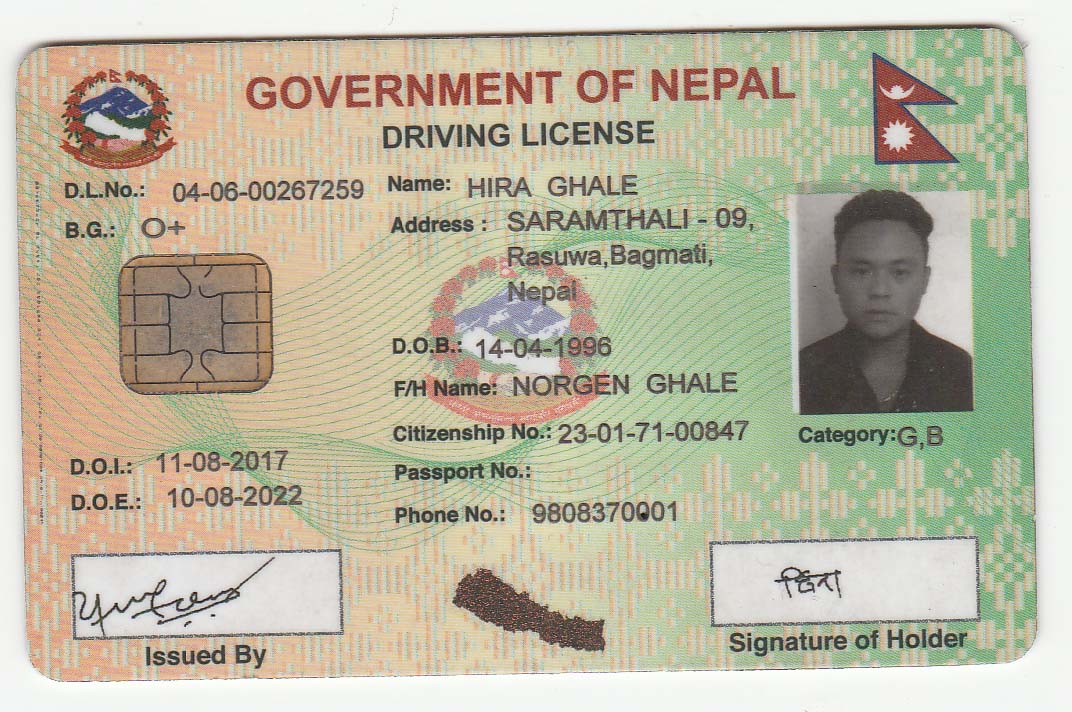 GOVERNMENT OF NEPAL
DRIVING LICENSE
D.L.No.: 04-06-00267259
B.G.: O+
Name: HIRA GHALE
Address : SARAMTHALI - 09,
Rasuwa,Bagmati,
Nepal
D.O.B.: 14-04-1996
F/H Name: NORGEN GHALE
Citizenship No.: 23-01-71-00847
Category: G,B
D.O.I.: 11-08-2017
Passport No.:
D.O.E.: 10-08-2022
Phone No.: 9808370001
हिरा
Issued By
Signature of Holder